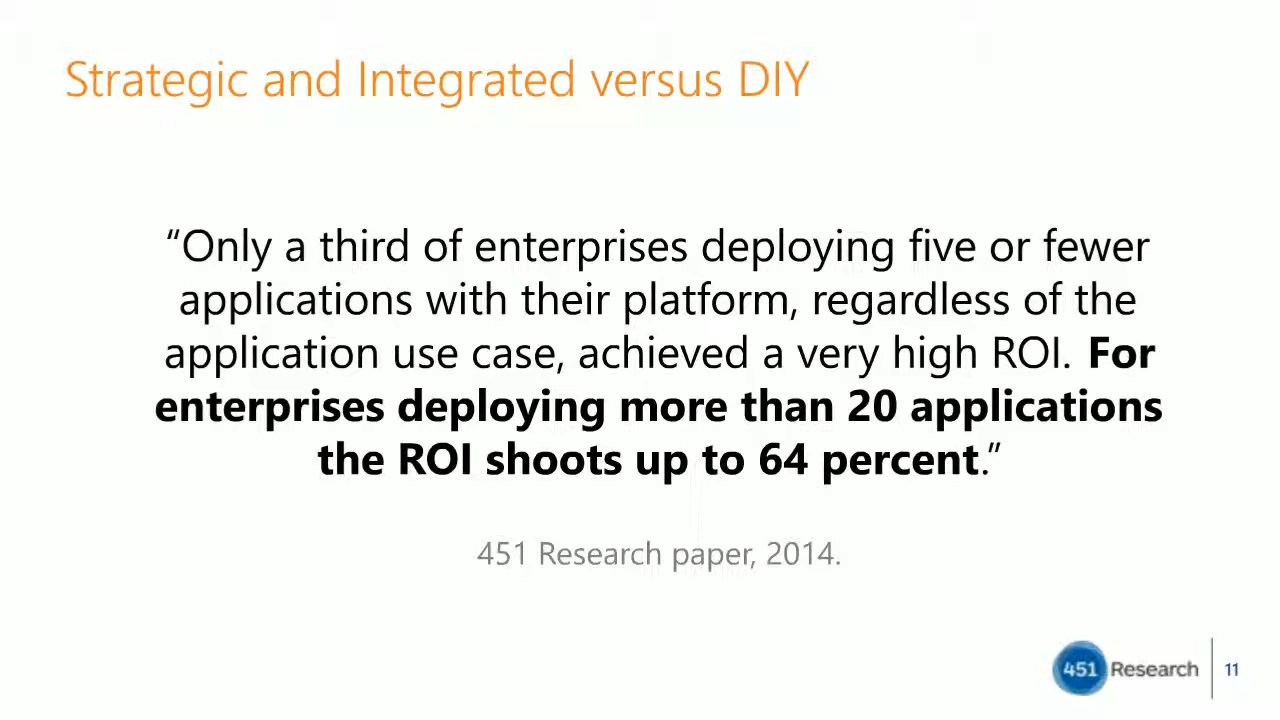 Strategic and Integrated versus DIY
“Only a third of enterprises deploying five or fewer
applications with their platform, regardless of the
application use case, achieved a very high ROI. For
enterprises deploying more than 20 applications
the ROI shoots up to 64 percent.”
451 Research paper, 2014.
451 Research
11